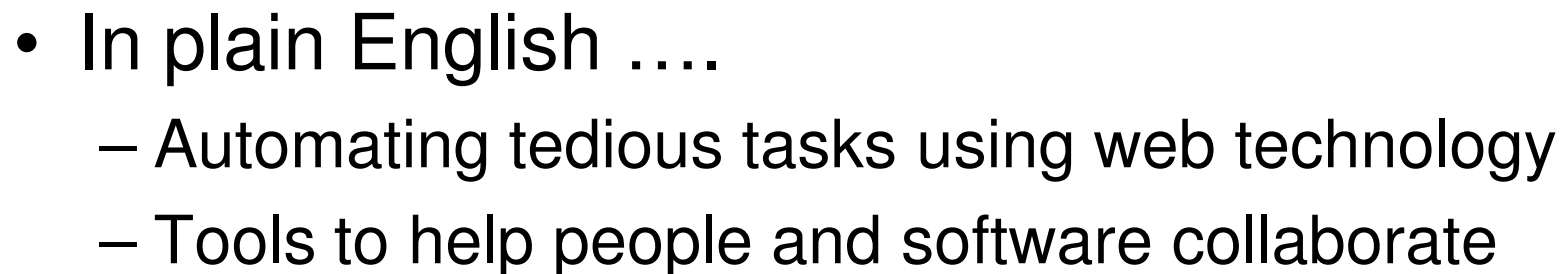 • In plain English ….
– Automating tedious tasks using web technology
– Tools to help people and software collaborate